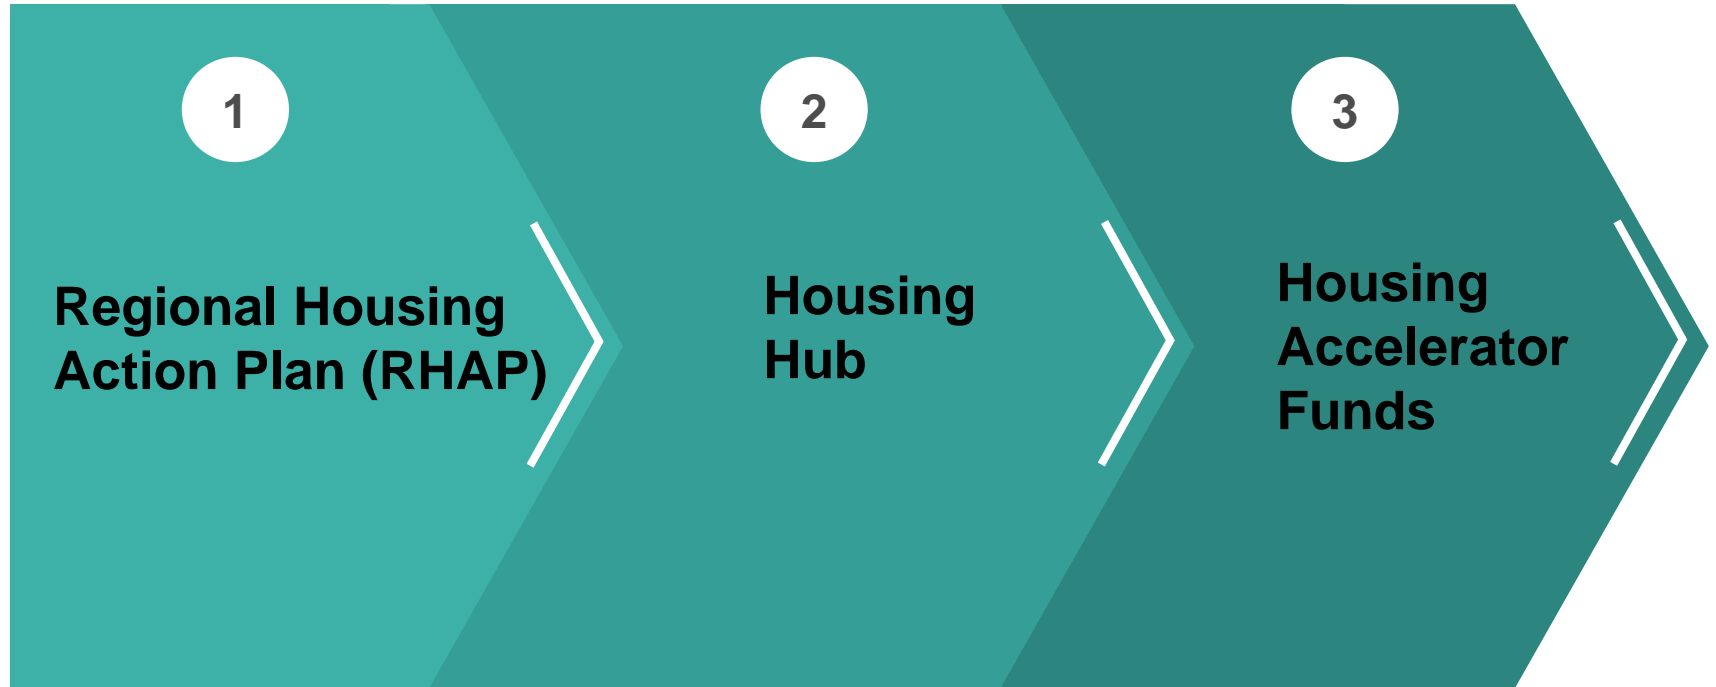 1
Regional Housing
Action Plan (RHAP)
2
Housing
Hub
3
Housing
Accelerator
Funds